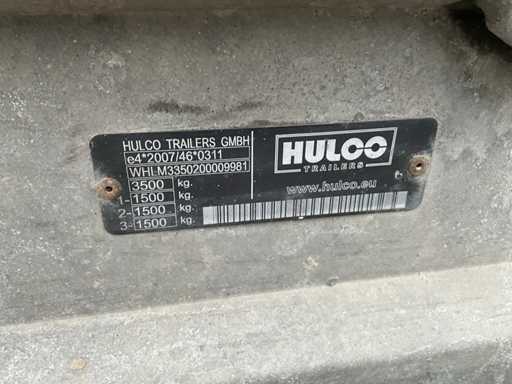 HULCO TRAILERS GMBH
e4*2007/46*0311
WHLM3350200009981
3500 kg.
1-1500 kg.
2-1500 kg.
3-1500 kg.
HULCO
TRAILERS
www.hulco.eu